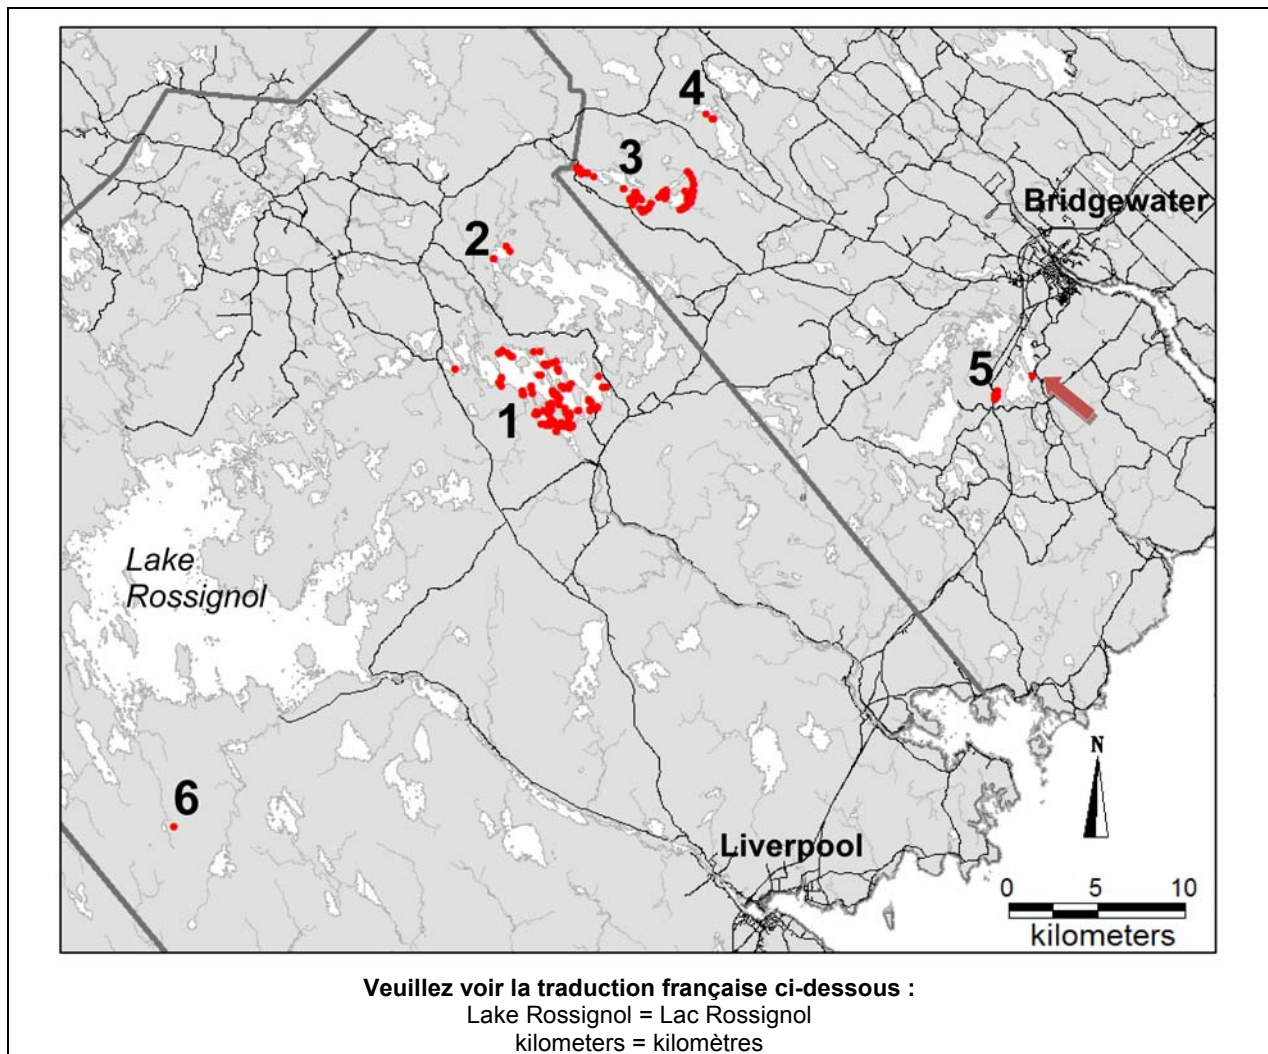 4
3
Bridgewater
2
5
1
Lake
Rossignol
N
6
Liverpool
0 5 10
kilometers
Veuillez voir la traduction française ci-dessous :
Lake Rossignol = Lac Rossignol
kilometers = kilomètres